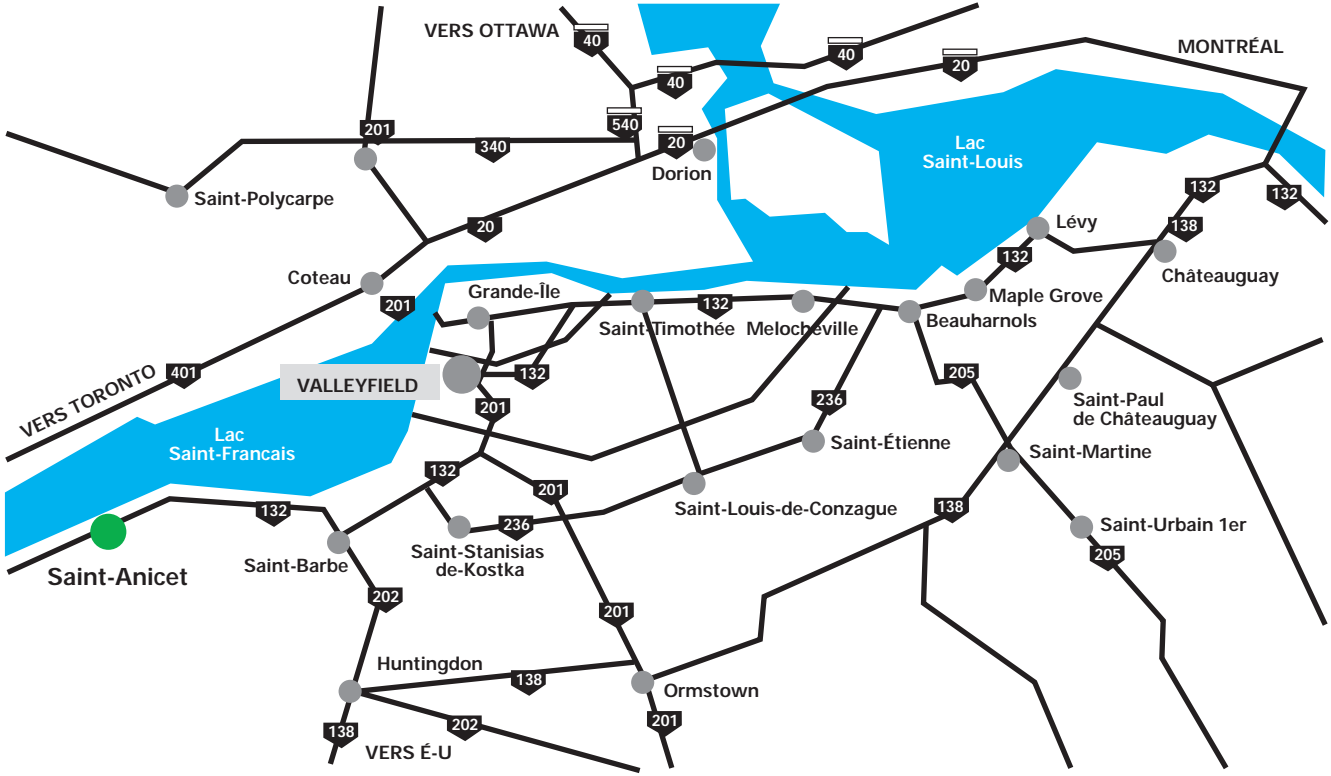 VERS OTTAWA
40
40
40
20
MONTRÉAL
201
340
540
20
Dorion
Lac
Saint-Louis
Saint-Polycarpe
132
132
20
Lévy
138
132
Châteauguay
Coteau
201
Grande-Île
Maple Grove
132
Saint-Timothée
Melocheville
Beauharnols
401
VERS TORONTO
VALLEYFIELD
132
205
201
236
Saint-Paul
de Châteauguay
Lac
Saint-Francais
Saint-Étienne
Saint-Martine
132
201
Saint-Louis-de-Conzague
138
132
236
Saint-Urbain 1er
Saint-Anicet
Saint-Barbe
Saint-Stanisias
de-Kostka
205
202
201
Huntingdon
138
Ormstown
138
202
201
VERS É-U